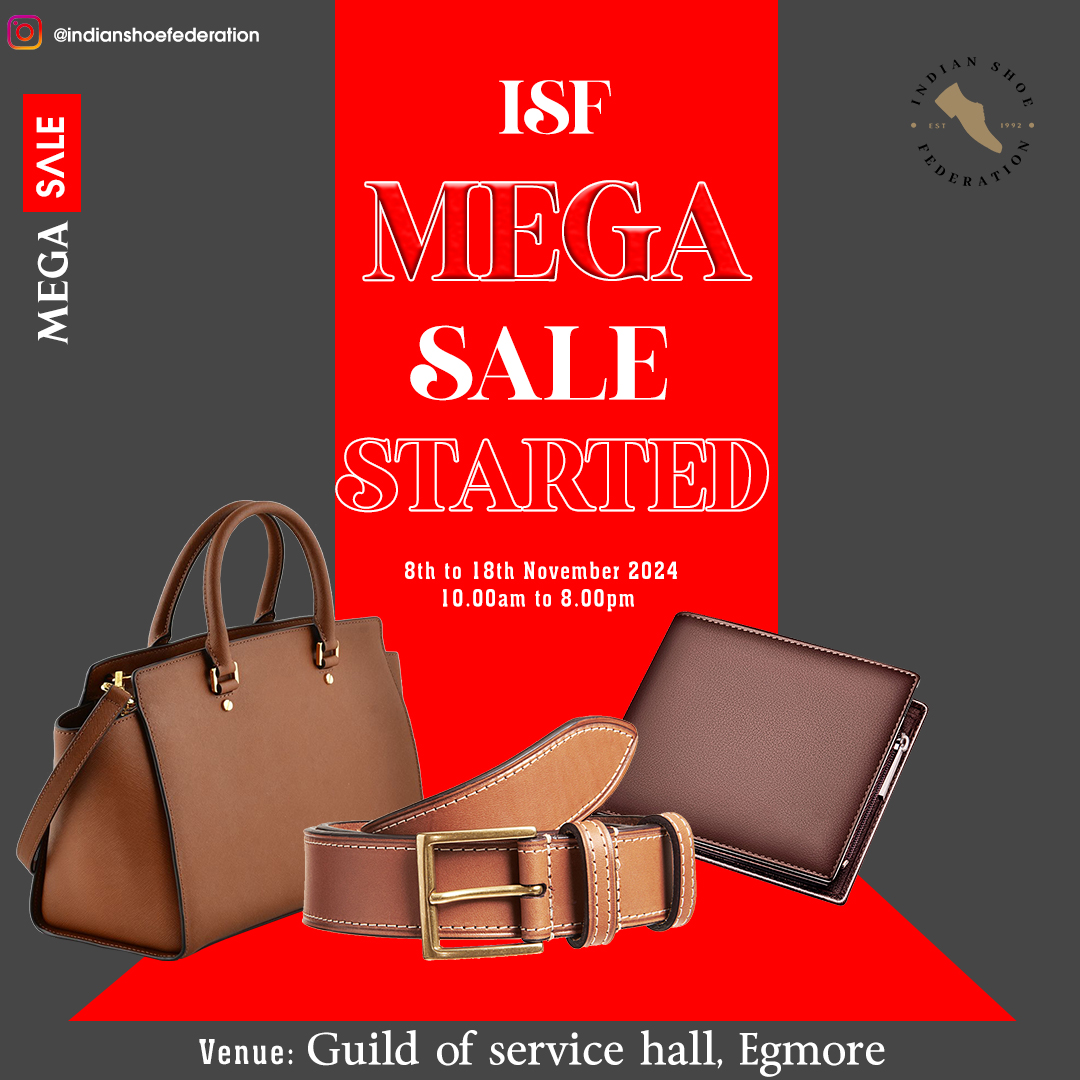 @indianshoefederation
MEGA SALE
INDIAN SHOE
EST 1992
FEDERATION
ISF
MEGA
SALE
STARTED
8th to 18th November 2024
10.00am to 8.00pm
Venue: Guild of service hall, Egmore